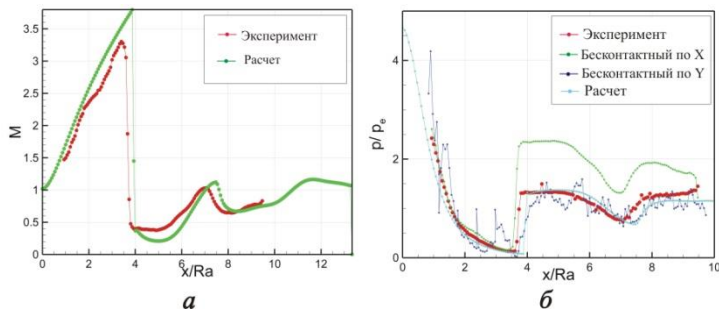 3.5
3
2.5
2
1.5
1
0.5
0
M
0 2 4 6 8 10 12
x/Ra
Эксперимент
Расчет
а
4
2
0
p/ pₑ
0 2 4 6 8 10
x/Ra
Эксперимент
Бесконтактный по X
Бесконтактный по Y
Расчет
б